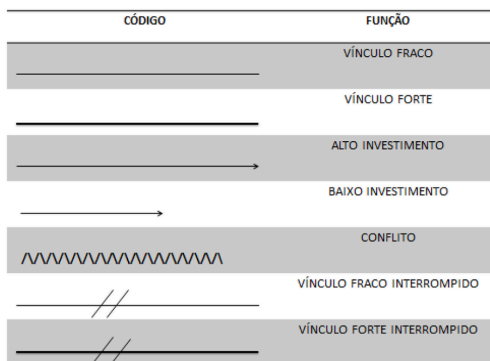 CÓDIGO FUNÇÃO
VÍNCULO FRACO
VÍNCULO FORTE
ALTO INVESTIMENTO
BAIXO INVESTIMENTO
CONFLITO
VÍNCULO FRACO INTERROMPIDO
VÍNCULO FORTE INTERROMPIDO